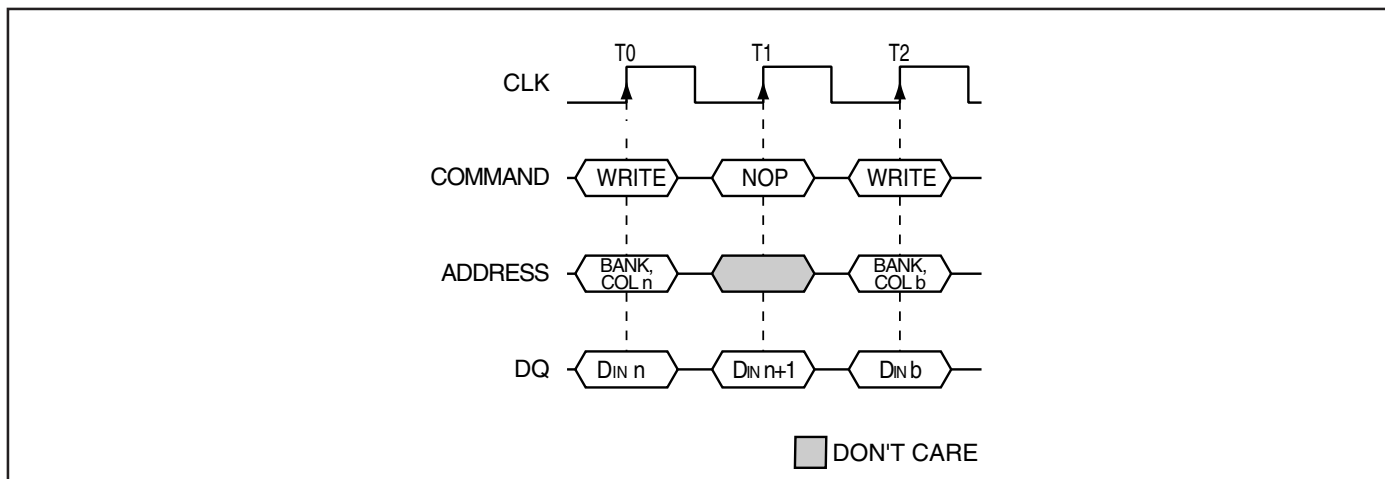 T0 T1 T2
CLK
COMMAND WRITE NOP WRITE
ADDRESS BANK, COL n BANK, COL b
DQ DIN n DIN n+1 DIN b
DON'T CARE